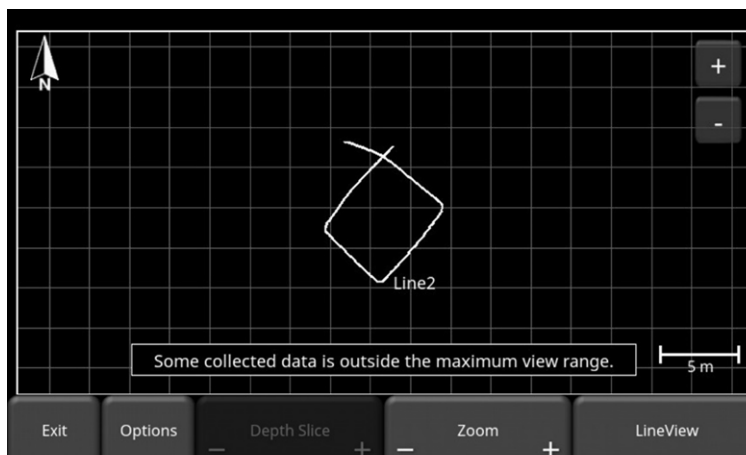 N
+
-
Line2
Some collected data is outside the maximum view range.
5 m
Exit
Options
Depth Slice
- +
Zoom
- +
LineView